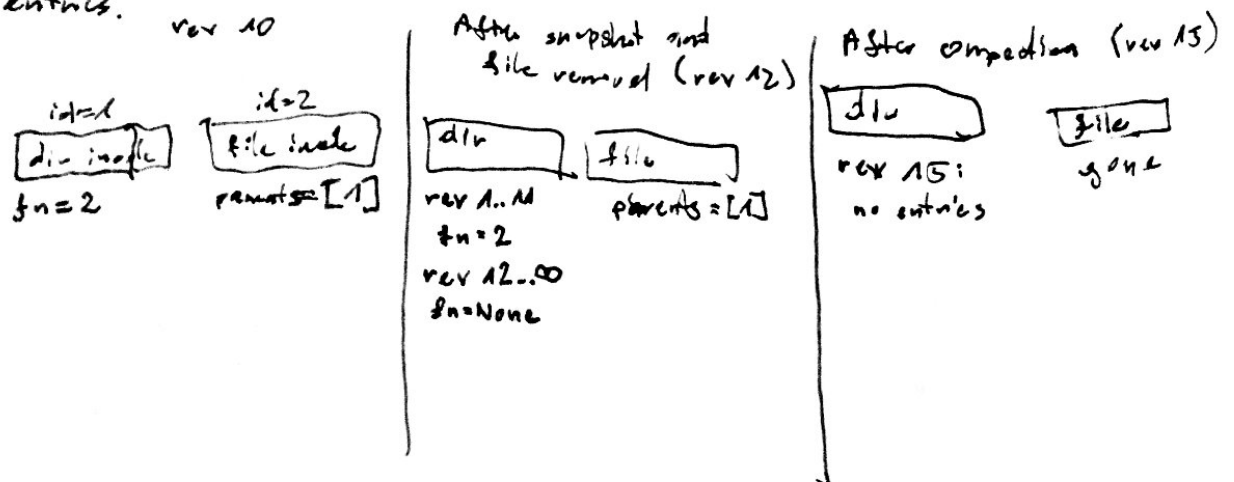 entries.
rev 10
id=1
id=2
dir inode
file inode
fn=2
parents=[1]
After snapshot and
file removal (rev 12)
dir
file
rev 1..11
fn=2
rev 12..∞
fn=None
parents=[1]
After compaction (rev 15)
dir
file
rev 15:
no entries
gone